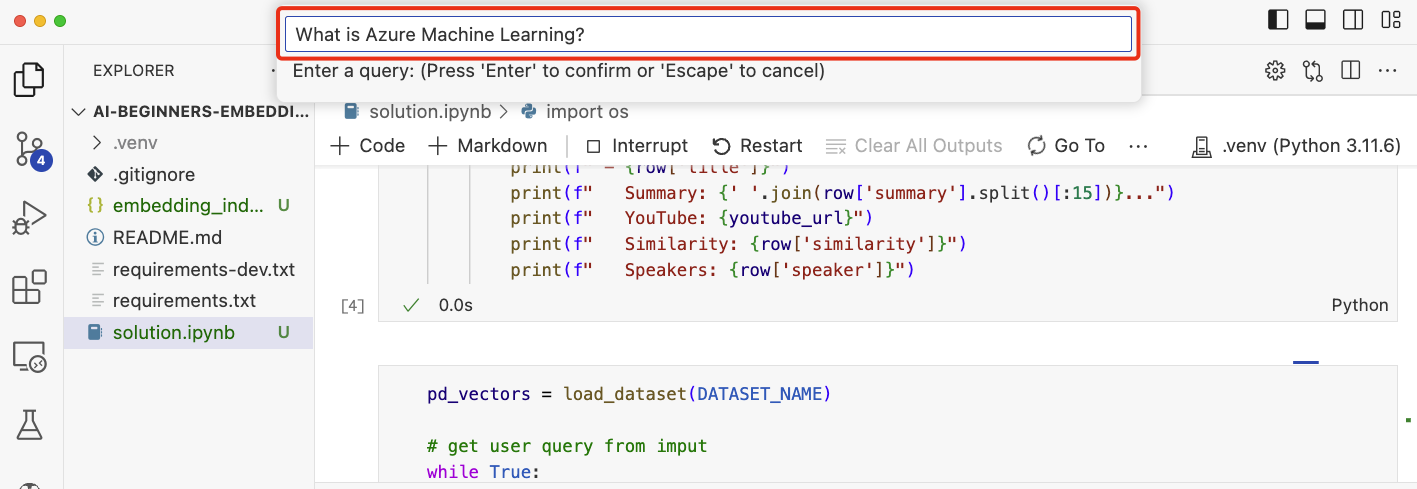 What is Azure Machine Learning?
Enter a query: (Press 'Enter' to confirm or 'Escape' to cancel)
EXPLORER
AI-BEGINNERS-EMBEDDI...
.venv
.gitignore
{} embedding_ind... U
README.md
requirements-dev.txt
requirements.txt
solution.ipynb U
4
solution.ipynb > import os
+ Code + Markdown Interrupt Restart Clear All Outputs Go To ... .venv (Python 3.11.6)
print(f" - {row['title']}")
print(f"   Summary: {' '.join(row['summary'].split()[:15])}...")
print(f"   YouTube: {youtube_url}")
print(f"   Similarity: {row['similarity']}")
print(f"   Speakers: {row['speaker']}")
[4] ✓ 0.0s Python
pd_vectors = load_dataset(DATASET_NAME)
# get user query from imput
while True: